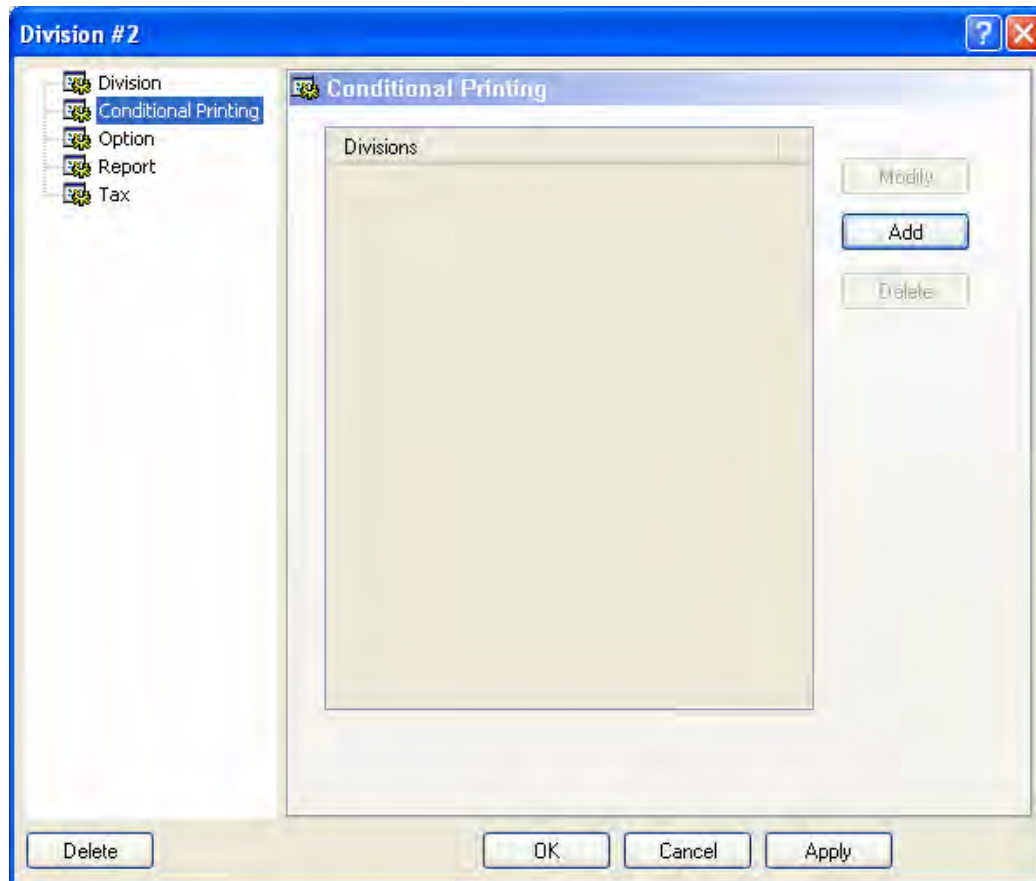 Division #2
Division
Conditional Printing
Option
Report
Tax
Conditional Printing
Divisions
Modify
Add
Delete
Delete
OK
Cancel
Apply